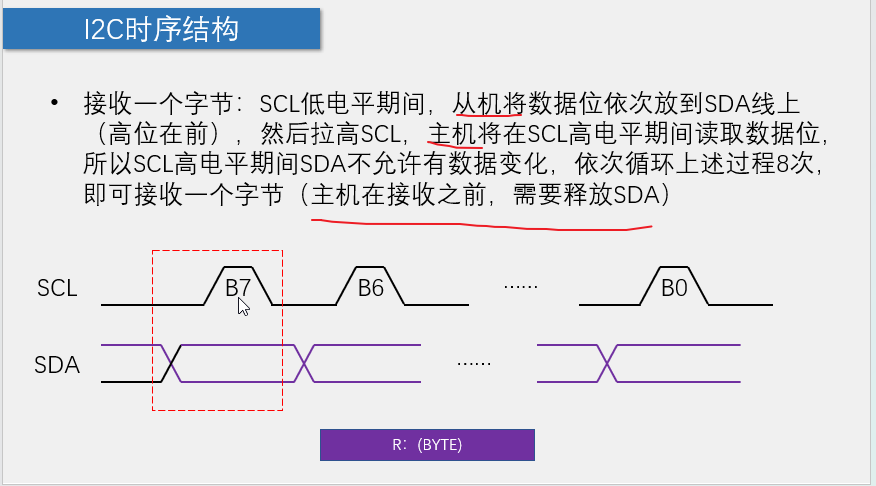 I2C时序结构
• 接收一个字节：SCL低电平期间，从机将数据位依次放到SDA线上
（高位在前），然后拉高SCL，主机将在SCL高电平期间读取数据位，
所以SCL高电平期间SDA不允许有数据变化，依次循环上述过程8次，
即可接收一个字节（主机在接收之前，需要释放SDA）
SCL B7 B6 …… B0
SDA ……
R：(BYTE)